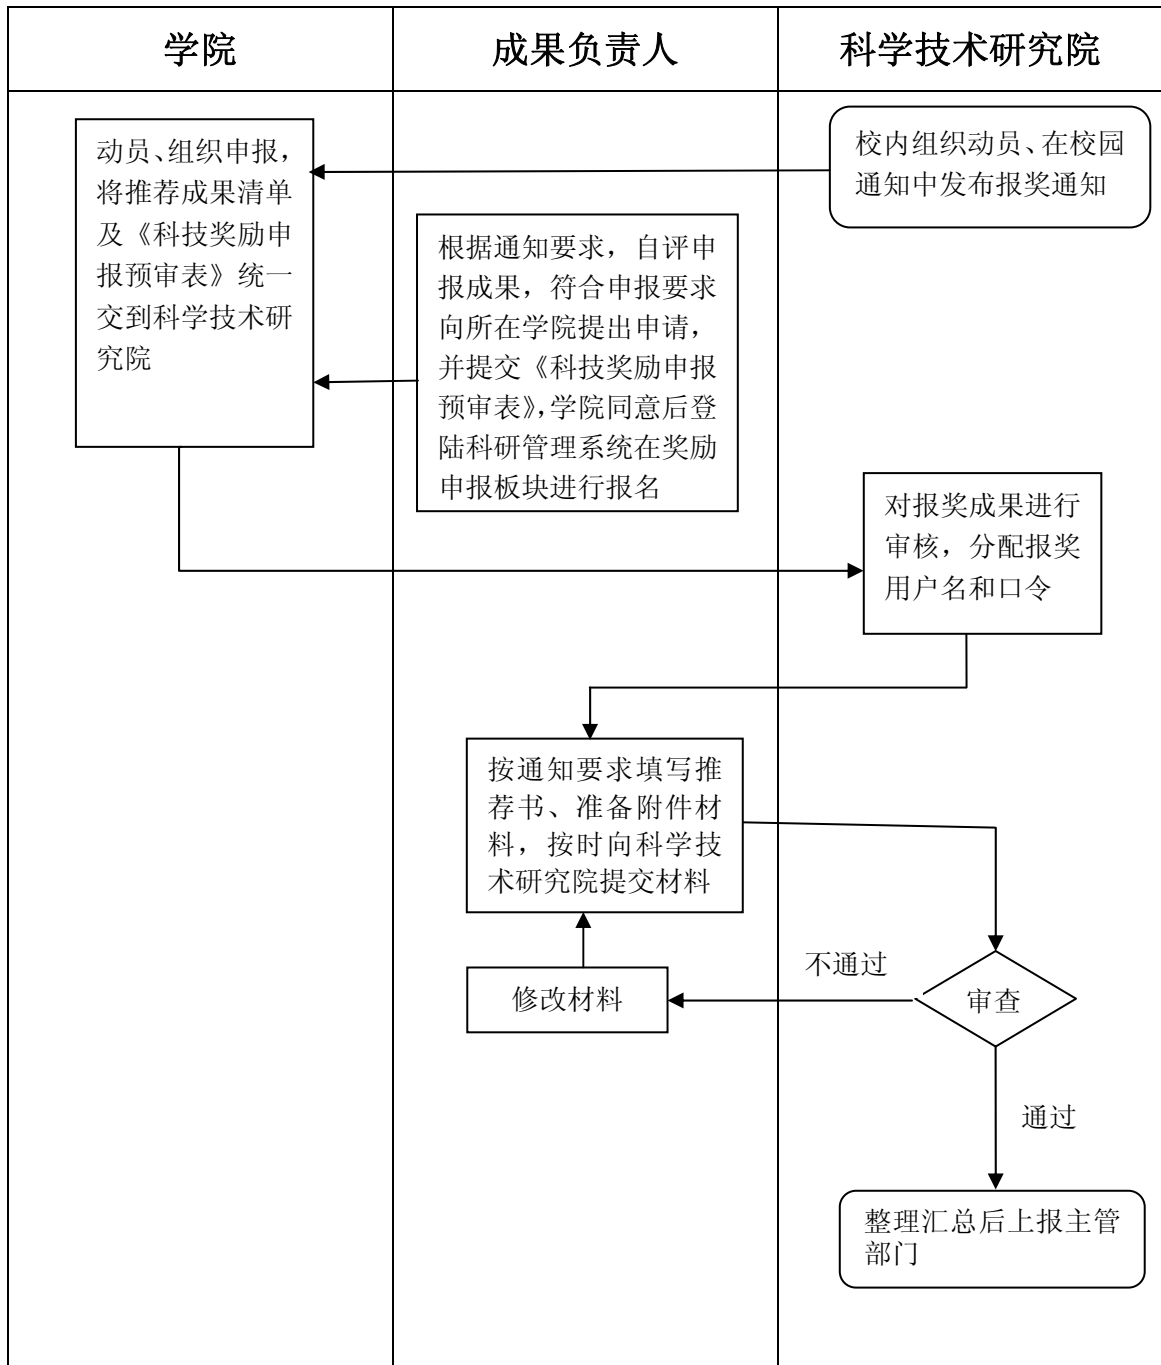 学院
成果负责人
科学技术研究院
校内组织动员、在校园
通知中发布报奖通知
动员、组织申报，
将推荐成果清单
及《科技奖励申
报预审表》统一
交到科学技术研
究院
根据通知要求，自评申
报成果，符合申报要求
向所在学院提出申请，
并提交《科技奖励申报
预审表》，学院同意后登
陆科研管理系统在奖励
申报板块进行报名
对报奖成果进行
审核，分配报奖
用户名和口令
按通知要求填写推
荐书、准备附件材
料，按时向科学技
术研究院提交材料
不通过
修改材料
审查
通过
整理汇总后上报主管
部门